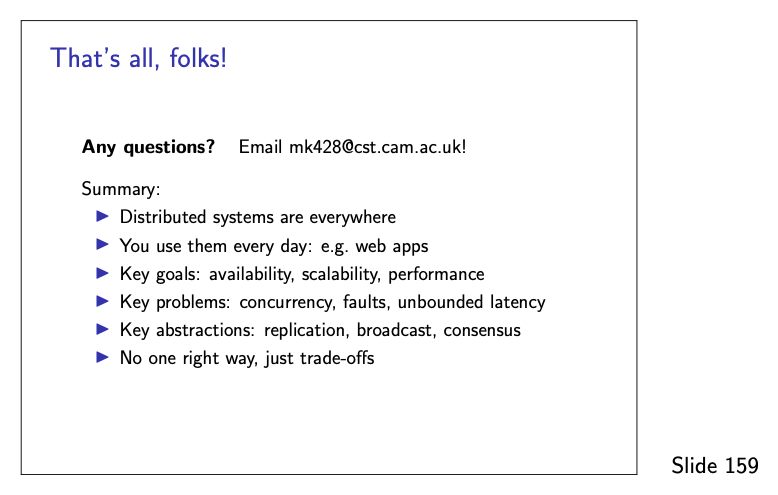 That's all, folks!
Any questions? Email mk428@cst.cam.ac.uk!
Summary:
▶ Distributed systems are everywhere
▶ You use them every day: e.g. web apps
▶ Key goals: availability, scalability, performance
▶ Key problems: concurrency, faults, unbounded latency
▶ Key abstractions: replication, broadcast, consensus
▶ No one right way, just trade-offs
Slide 159